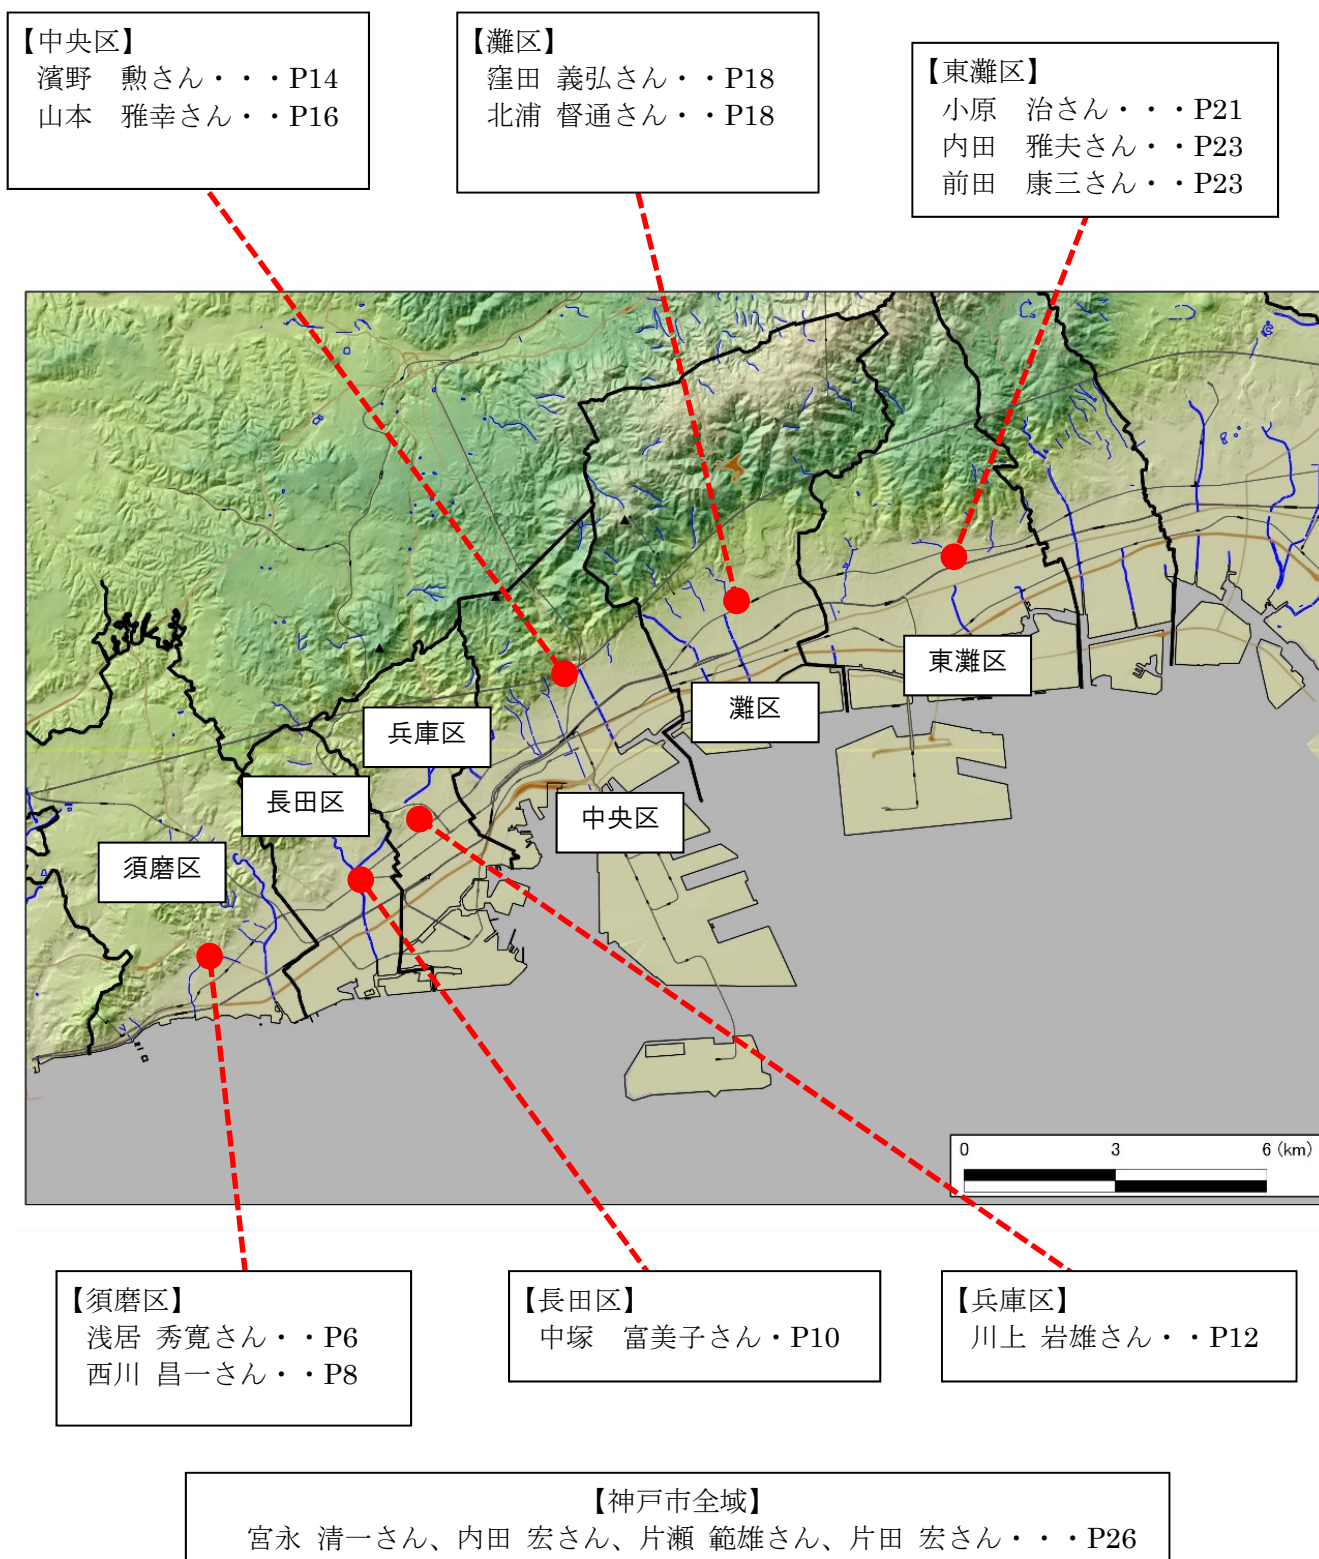 【中央区】
濱野　勲さん・・・P14
山本　雅幸さん・・P16
【灘区】
窪田 義弘さん・・P18
北浦 督通さん・・P18
【東灘区】
小原　治さん・・・P21
内田　雅夫さん・・P23
前田　康三さん・・P23
東灘区
灘区
兵庫区
長田区
中央区
須磨区
0 3 6 (km)
【須磨区】
浅居 秀寛さん・・P6
西川 昌一さん・・P8
【長田区】
中塚　富美子さん・P10
【兵庫区】
川上 岩雄さん・・P12
【神戸市全域】
宮永 清一さん、内田 宏さん、片瀬 範雄さん、片田 宏さん・・・P26